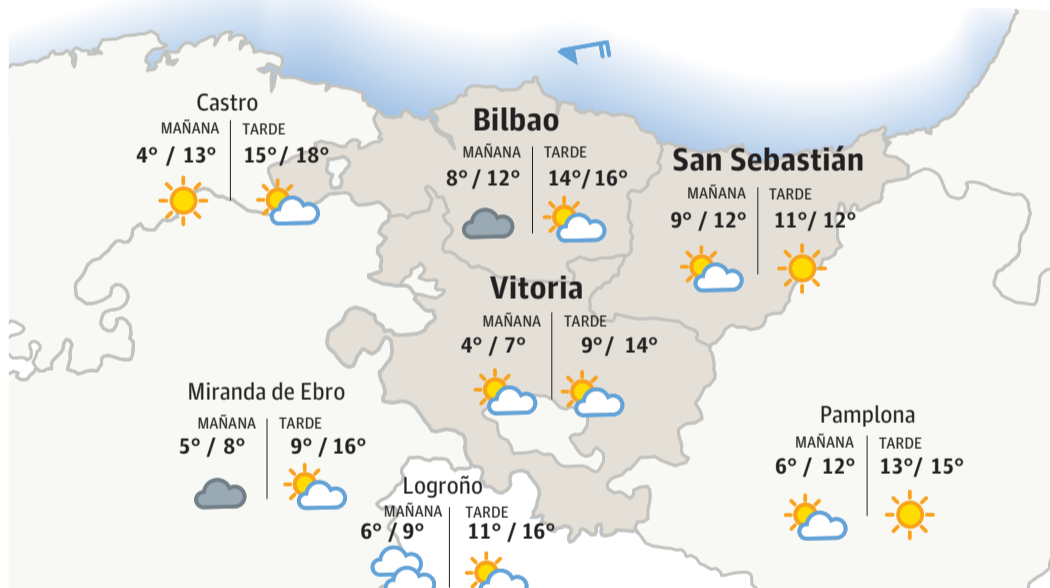 Castro
MAÑANA TARDE
4° / 13° 15°/ 18°
Bilbao
MAÑANA TARDE
8° / 12° 14°/ 16°
San Sebastián
MAÑANA TARDE
9° / 12° 11°/ 12°
Vitoria
MAÑANA TARDE
4° / 7° 9°/ 14°
Miranda de Ebro
MAÑANA TARDE
5° / 8° 9° / 16°
Pamplona
MAÑANA TARDE
6° / 12° 13°/ 15°
Logroño
MAÑANA TARDE
6° / 9° 11° / 16°